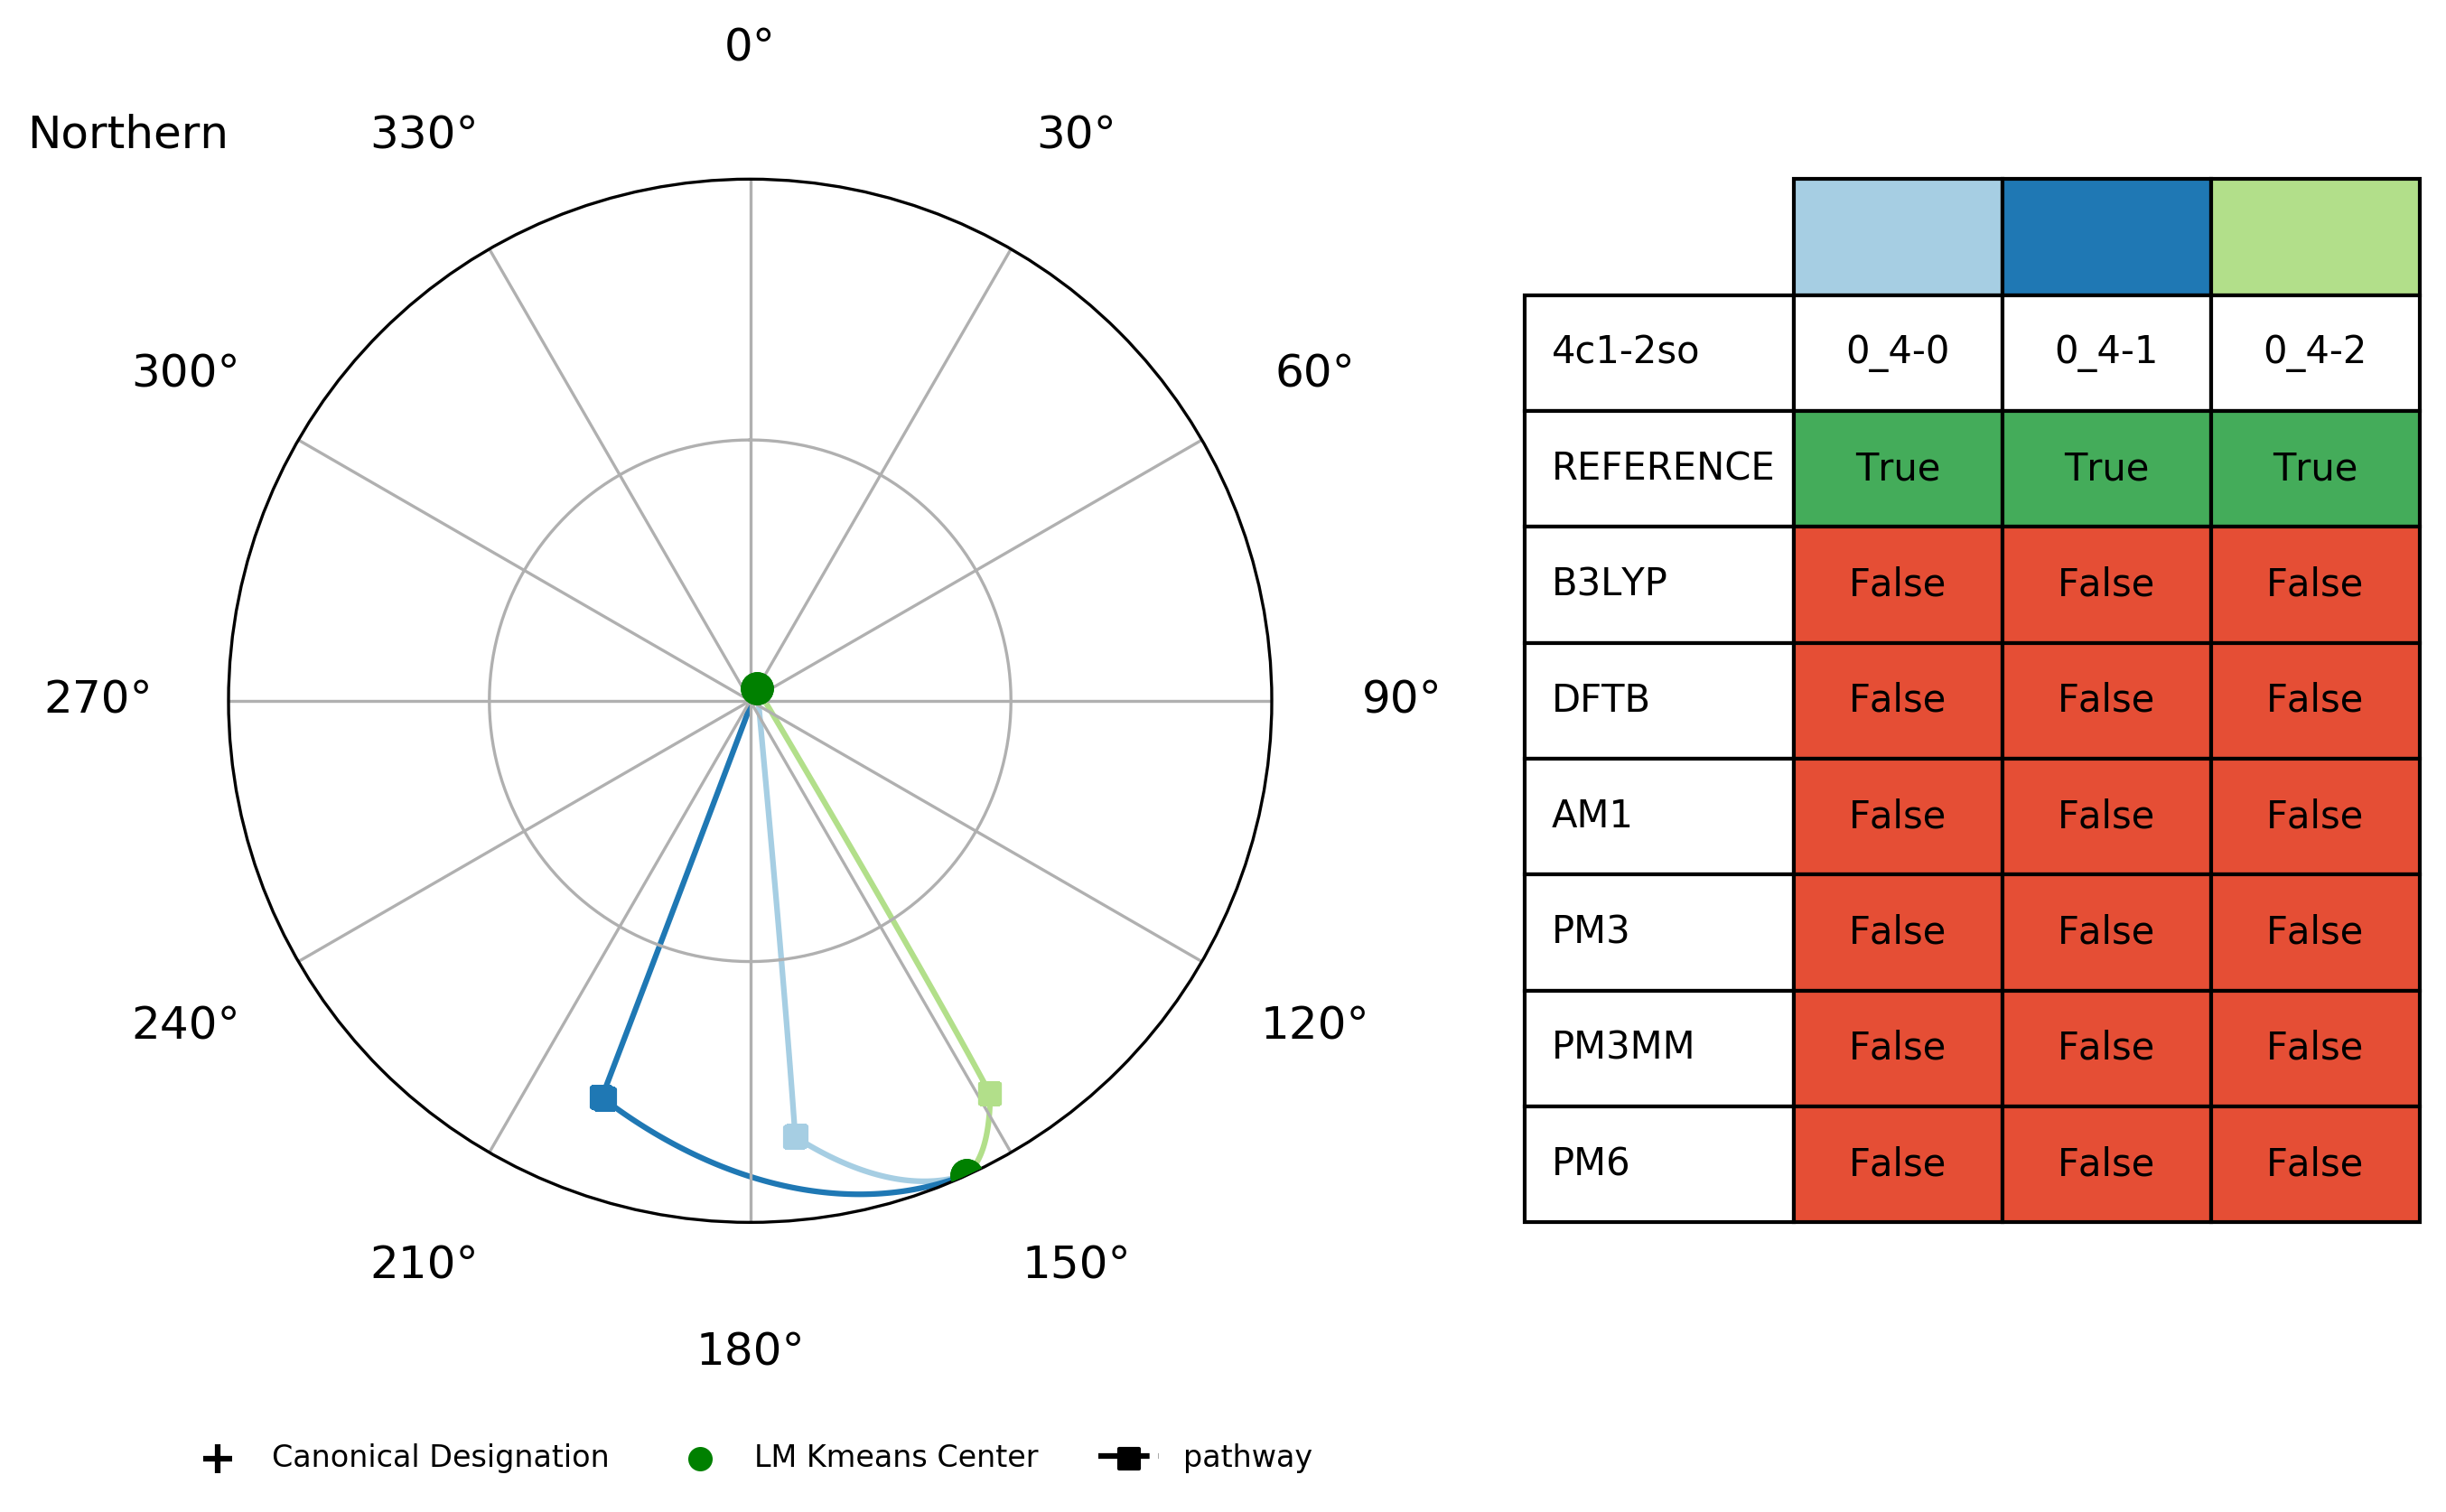 0°
Northern
330°
30°
300°
60°
270°
90°
240°
120°
210°
150°
180°
4c1-2so 0_4-0 0_4-1 0_4-2
REFERENCE True True True
B3LYP False False False
DFTB False False False
AM1 False False False
PM3 False False False
PM3MM False False False
PM6 False False False
Canonical Designation
LM Kmeans Center
pathway